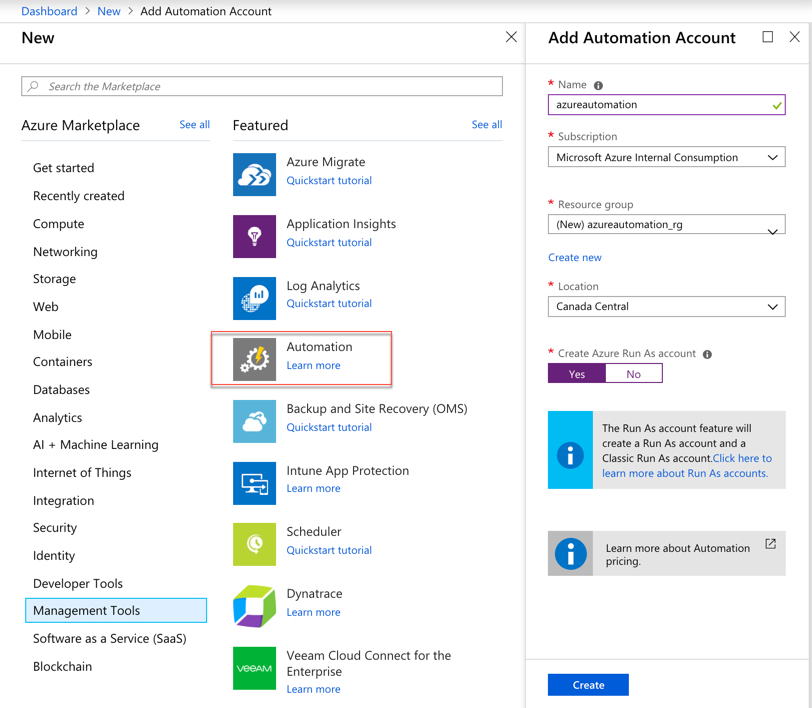 Dashboard > New > Add Automation Account
New
Search the Marketplace
Azure Marketplace See all
Get started
Recently created
Compute
Networking
Storage
Web
Mobile
Containers
Databases
Analytics
AI + Machine Learning
Internet of Things
Integration
Security
Identity
Developer Tools
Management Tools
Software as a Service (SaaS)
Blockchain
Featured See all
Azure Migrate
Quickstart tutorial
Application Insights
Quickstart tutorial
Log Analytics
Quickstart tutorial
Automation
Learn more
Backup and Site Recovery (OMS)
Quickstart tutorial
Intune App Protection
Learn more
Scheduler
Quickstart tutorial
Dynatrace
Learn more
veeAM
Veeam Cloud Connect for the
Enterprise
Learn more
Add Automation Account
* Name
azureautomation
* Subscription
Microsoft Azure Internal Consumption
* Resource group
(New) azureautomation_rg
Create new
* Location
Canada Central
* Create Azure Run As account
Yes No
The Run As account feature will
create a Run As account and a
Classic Run As account.Click here to
learn more about Run As accounts.
Learn more about Automation
pricing.
Create